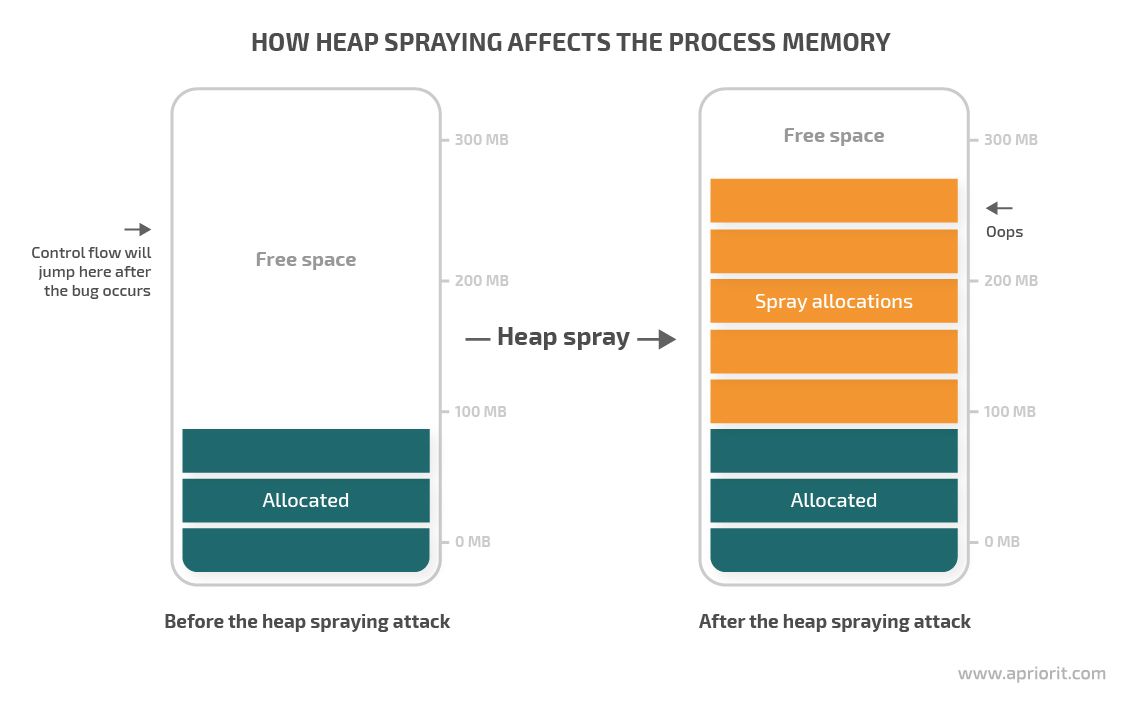 HOW HEAP SPRAYING AFFECTS THE PROCESS MEMORY
300 MB
Free space
300 MB
Control flow will
jump here after
the bug occurs
Free space
Oops
200 MB
Spray allocations
200 MB
Heap spray
100 MB
100 MB
Allocated
Allocated
0 MB
0 MB
Before the heap spraying attack
After the heap spraying attack
www.apriorit.com